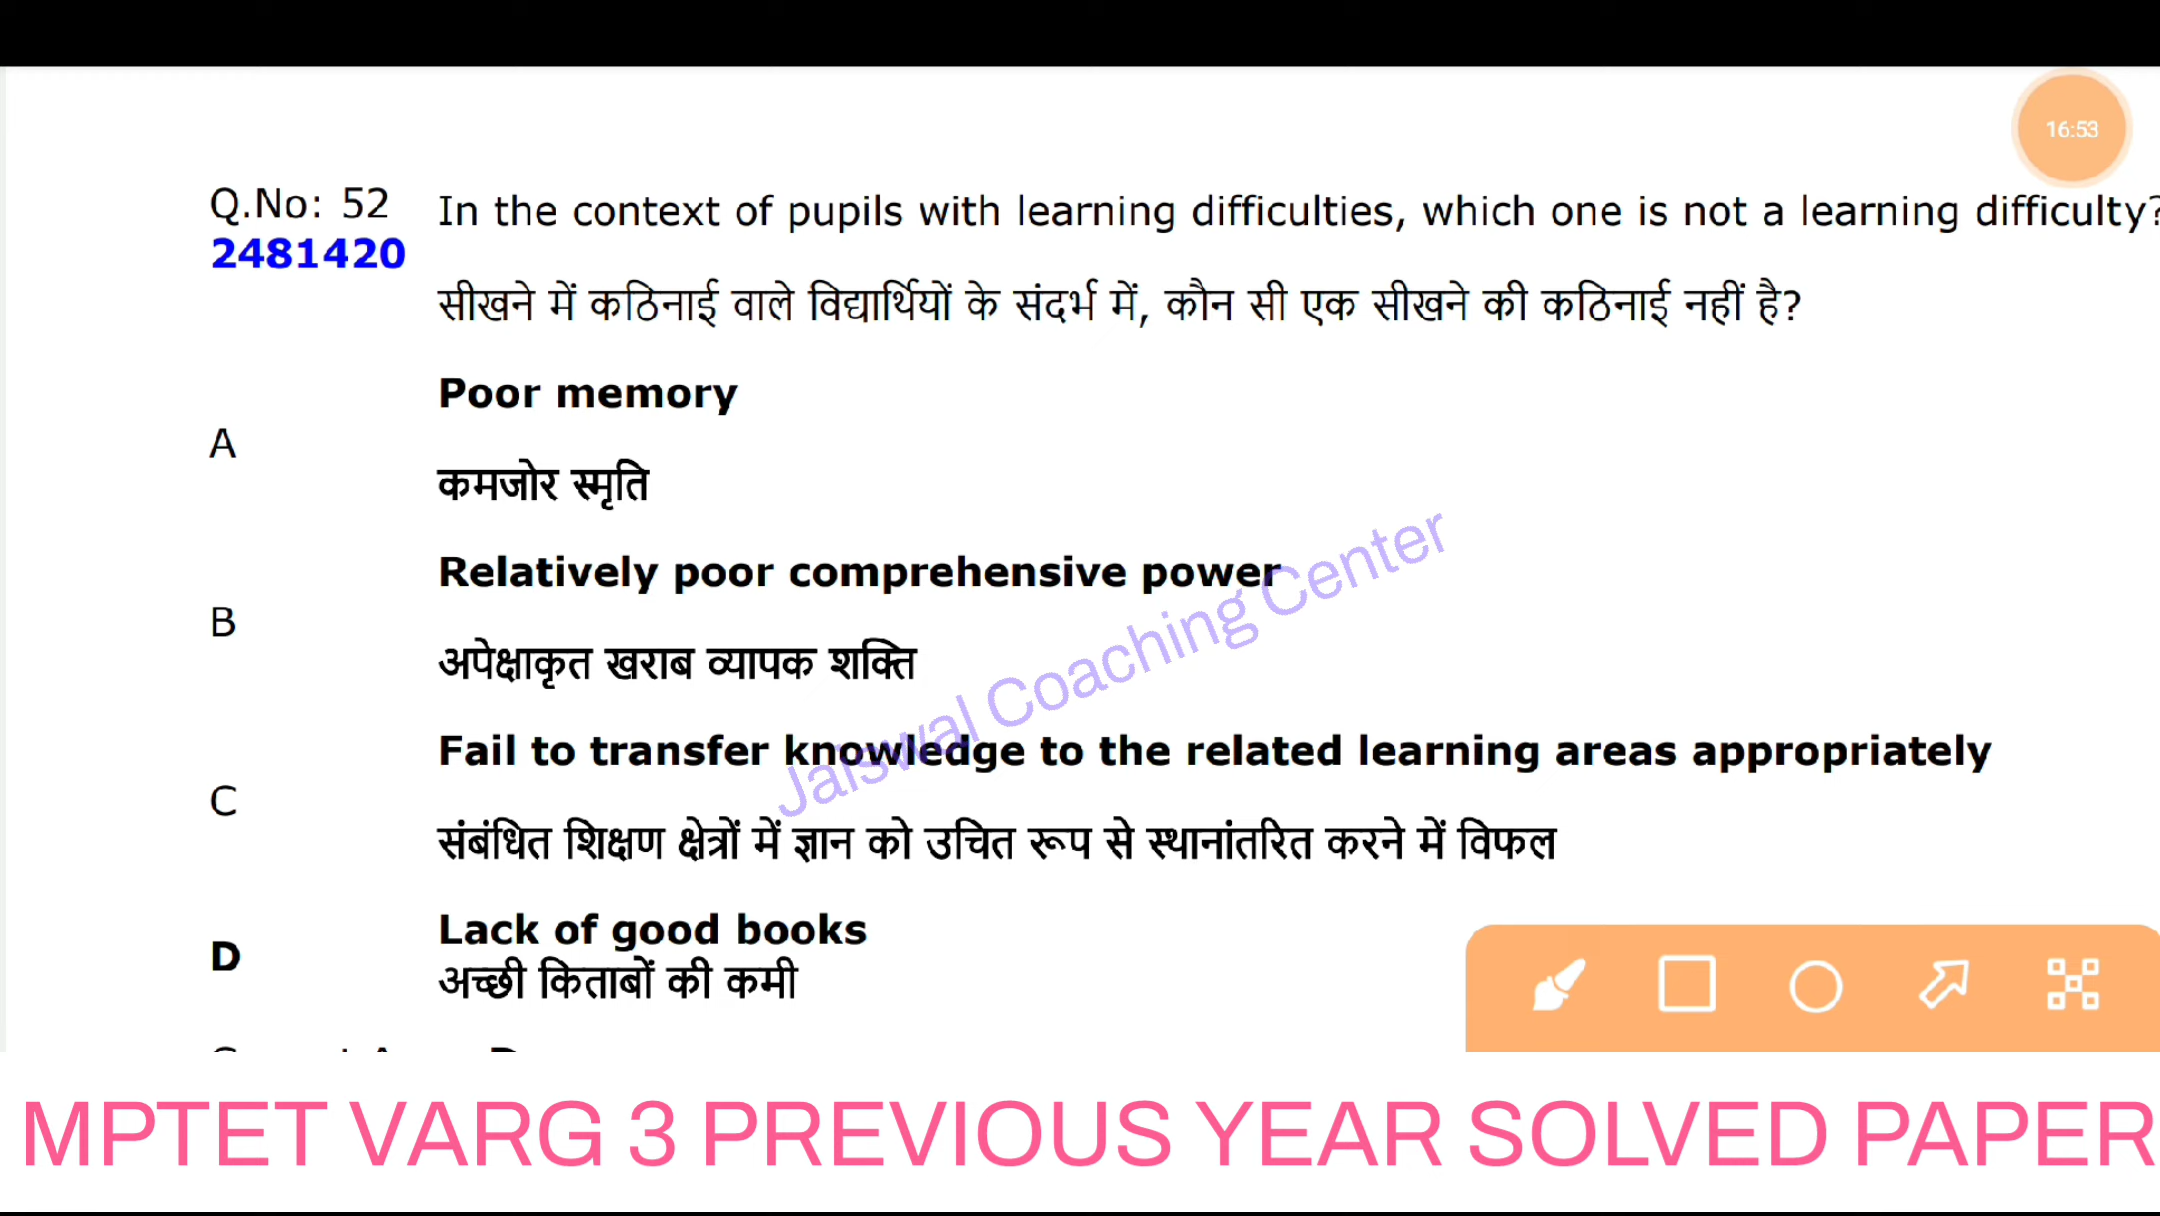 16:53
Q.No: 52
2481420
In the context of pupils with learning difficulties, which one is not a learning difficulty?
सीखने में कठिनाई वाले विद्यार्थियों के संदर्भ में, कौन सी एक सीखने की कठिनाई नहीं है?
A
Poor memory
कमजोर स्मृति
B
Relatively poor comprehensive power
अपेक्षाकृत खराब व्यापक शक्ति
C
Fail to transfer knowledge to the related learning areas appropriately
संबंधित शिक्षण क्षेत्रों में ज्ञान को उचित रूप से स्थानांतरित करने में विफल
D
Lack of good books
अच्छी किताबों की कमी
Jaiswal Coaching Center
MPTET VARG 3 PREVIOUS YEAR SOLVED PAPER